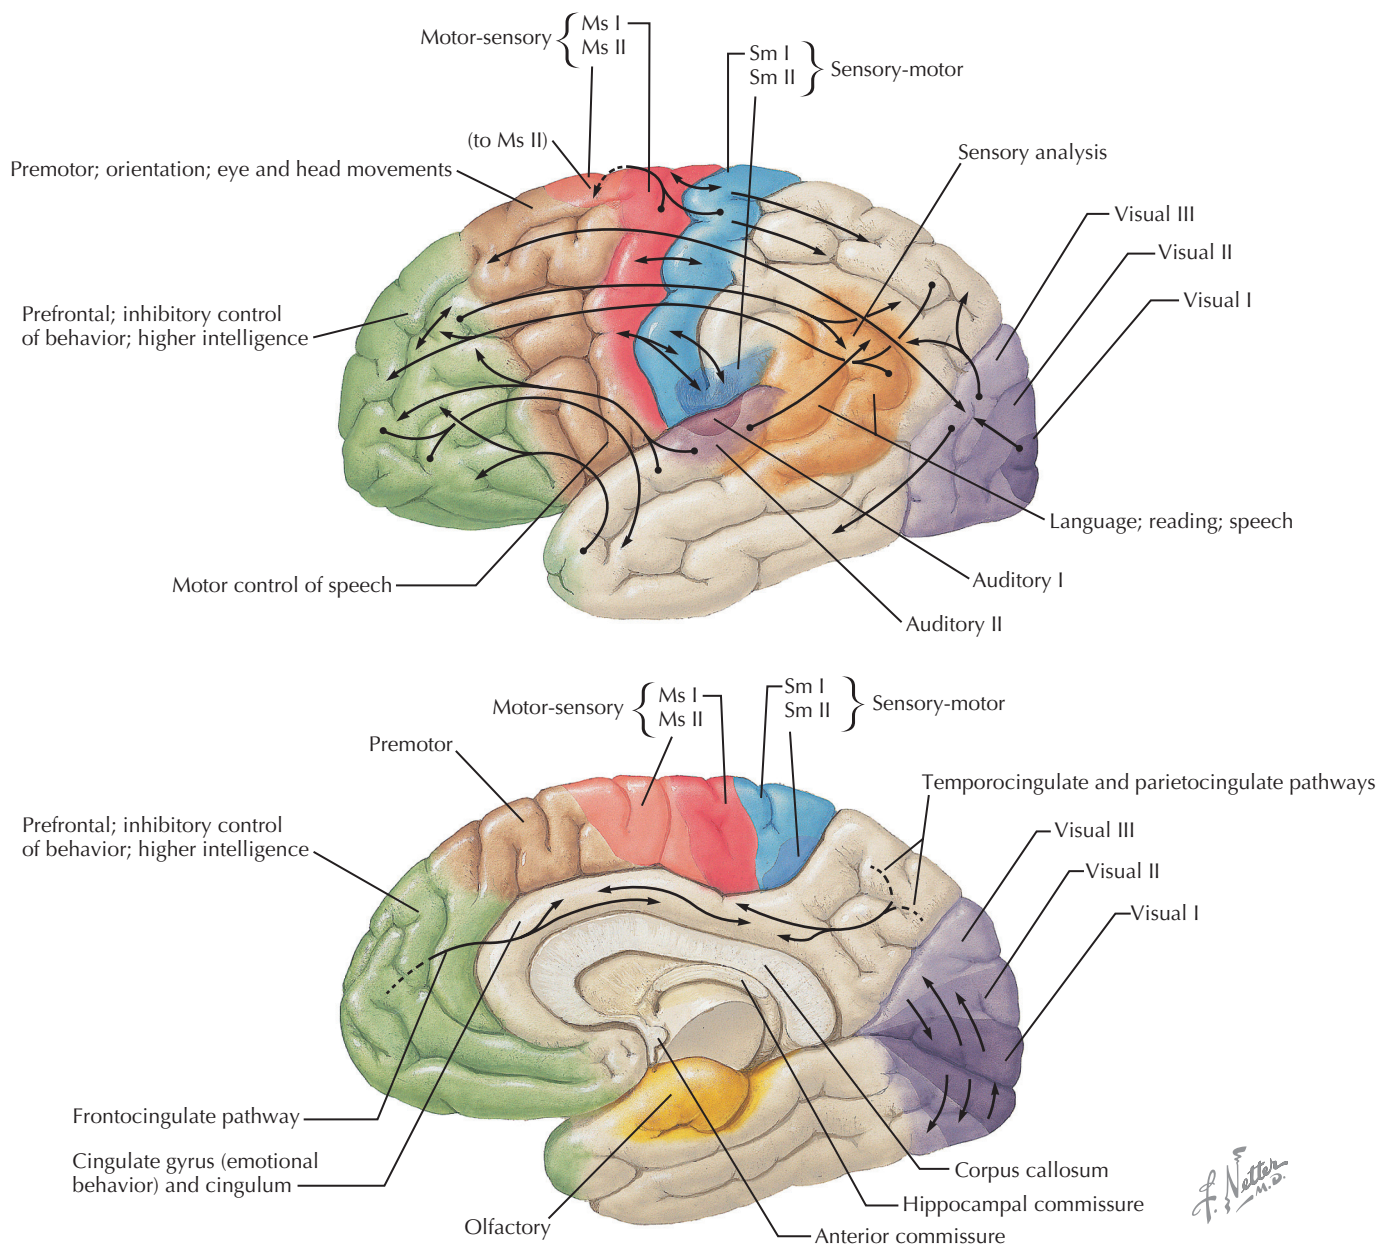 Motor-sensory { Ms I
Ms II
Sm I
Sm II } Sensory-motor
(to Ms II)
Premotor; orientation; eye and head movements
Sensory analysis
Visual III
Visual II
Visual I
Prefrontal; inhibitory control
of behavior; higher intelligence
Language; reading; speech
Motor control of speech
Auditory I
Auditory II
Motor-sensory { Ms I
Ms II
Sm I
Sm II } Sensory-motor
Premotor
Temporocingulate and parietocingulate pathways
Prefrontal; inhibitory control
of behavior; higher intelligence
Visual III
Visual II
Visual I
Frontocingulate pathway
Cingulate gyrus (emotional
behavior) and cingulum
Corpus callosum
Hippocampal commissure
Anterior commissure
Olfactory
F. Netter
M.D.